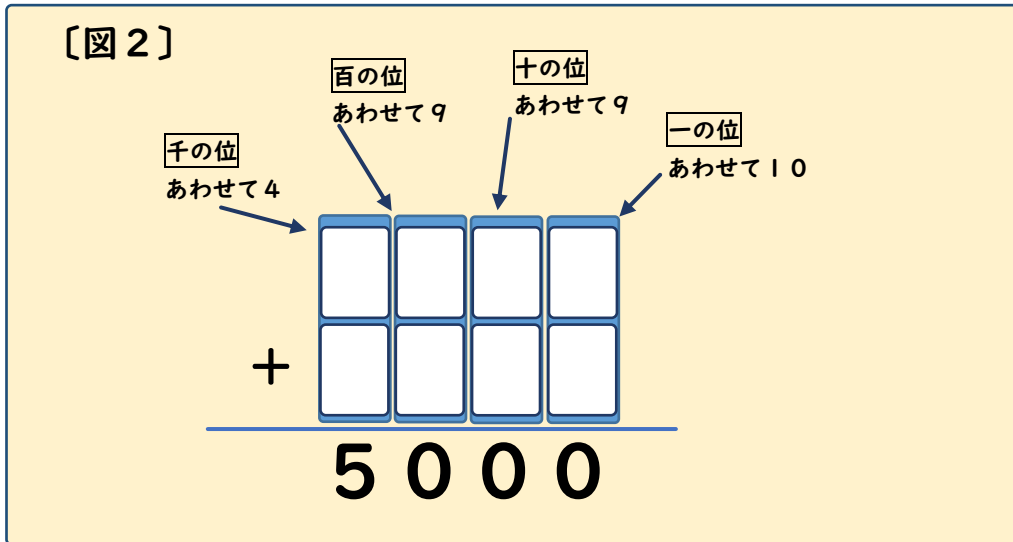 〔図２〕
百の位
あわせて９
十の位
あわせて９
千の位
あわせて４
一の位
あわせて１０
＋
５０００